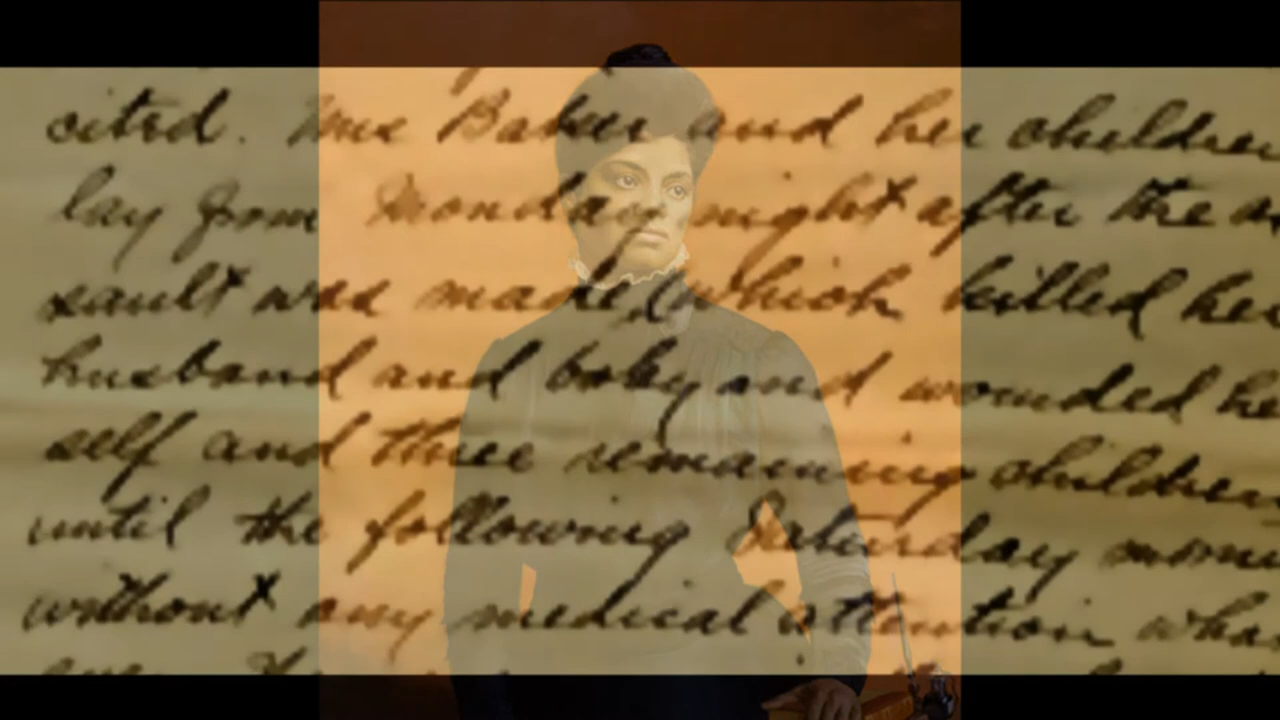 cited. Mrs Baker and her children
lay from Monday night after the as
sault was made, which killed her
husband and baby and wounded her
self and three remaining children
until the following Saturday morn
without any medical attention what